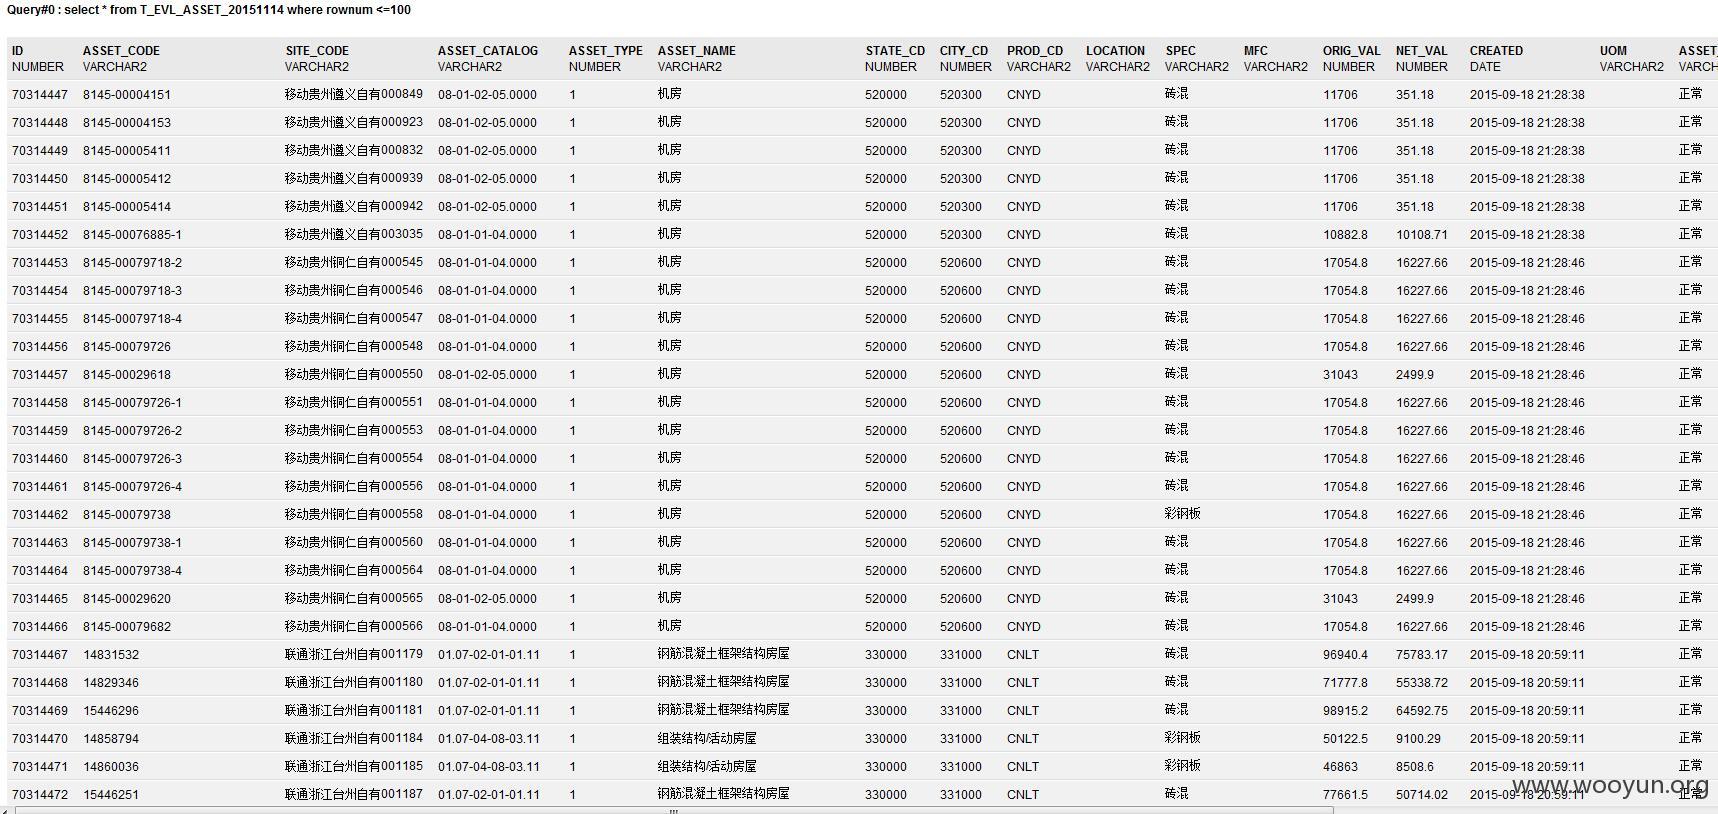 Query#0 : select * from T_EVL_ASSET_20151114 where rownum <=100
ID ASSET_CODE SITE_CODE ASSET_CATALOG ASSET_TYPE ASSET_NAME STATE_CD CITY_CD PROD_CD LOCATION SPEC MFC ORIG_VAL NET_VAL CREATED UOM ASSET_
NUMBER VARCHAR2 VARCHAR2 VARCHAR2 NUMBER VARCHAR2 NUMBER NUMBER VARCHAR2 VARCHAR2 VARCHAR2 VARCHAR2 NUMBER NUMBER DATE VARCHAR2 VARCH
70314447 8145-00004151 移动贵州遵义自有000849 08-01-02-05.0000 1 机房 520000 520300 CNYD 砖混 11706 351.18 2015-09-18 21:28:38 正常
70314448 8145-00004153 移动贵州遵义自有000923 08-01-02-05.0000 1 机房 520000 520300 CNYD 砖混 11706 351.18 2015-09-18 21:28:38 正常
70314449 8145-00005411 移动贵州遵义自有000832 08-01-02-05.0000 1 机房 520000 520300 CNYD 砖混 11706 351.18 2015-09-18 21:28:38 正常
70314450 8145-00005412 移动贵州遵义自有000939 08-01-02-05.0000 1 机房 520000 520300 CNYD 砖混 11706 351.18 2015-09-18 21:28:38 正常
70314451 8145-00005414 移动贵州遵义自有000942 08-01-02-05.0000 1 机房 520000 520300 CNYD 砖混 11706 351.18 2015-09-18 21:28:38 正常
70314452 8145-00076885-1 移动贵州遵义自有003035 08-01-01-04.0000 1 机房 520000 520300 CNYD 砖混 10882.8 10108.71 2015-09-18 21:28:38 正常
70314453 8145-00079718-2 移动贵州铜仁自有000545 08-01-01-04.0000 1 机房 520000 520600 CNYD 砖混 17054.8 16227.66 2015-09-18 21:28:46 正常
70314454 8145-00079718-3 移动贵州铜仁自有000546 08-01-01-04.0000 1 机房 520000 520600 CNYD 砖混 17054.8 16227.66 2015-09-18 21:28:46 正常
70314455 8145-00079718-4 移动贵州铜仁自有000547 08-01-01-04.0000 1 机房 520000 520600 CNYD 砖混 17054.8 16227.66 2015-09-18 21:28:46 正常
70314456 8145-00079726 移动贵州铜仁自有000548 08-01-01-04.0000 1 机房 520000 520600 CNYD 砖混 17054.8 16227.66 2015-09-18 21:28:46 正常
70314457 8145-00029618 移动贵州铜仁自有000550 08-01-02-05.0000 1 机房 520000 520600 CNYD 砖混 31043 2499.9 2015-09-18 21:28:46 正常
70314458 8145-00079726-1 移动贵州铜仁自有000551 08-01-01-04.0000 1 机房 520000 520600 CNYD 砖混 17054.8 16227.66 2015-09-18 21:28:46 正常
70314459 8145-00079726-2 移动贵州铜仁自有000553 08-01-01-04.0000 1 机房 520000 520600 CNYD 砖混 17054.8 16227.66 2015-09-18 21:28:46 正常
70314460 8145-00079726-3 移动贵州铜仁自有000554 08-01-01-04.0000 1 机房 520000 520600 CNYD 砖混 17054.8 16227.66 2015-09-18 21:28:46 正常
70314461 8145-00079726-4 移动贵州铜仁自有000556 08-01-01-04.0000 1 机房 520000 520600 CNYD 砖混 17054.8 16227.66 2015-09-18 21:28:46 正常
70314462 8145-00079738 移动贵州铜仁自有000558 08-01-01-04.0000 1 机房 520000 520600 CNYD 彩钢板 17054.8 16227.66 2015-09-18 21:28:46 正常
70314463 8145-00079738-1 移动贵州铜仁自有000560 08-01-01-04.0000 1 机房 520000 520600 CNYD 砖混 17054.8 16227.66 2015-09-18 21:28:46 正常
70314464 8145-00079738-4 移动贵州铜仁自有000564 08-01-01-04.0000 1 机房 520000 520600 CNYD 砖混 17054.8 16227.66 2015-09-18 21:28:46 正常
70314465 8145-00029620 移动贵州铜仁自有000565 08-01-02-05.0000 1 机房 520000 520600 CNYD 砖混 31043 2499.9 2015-09-18 21:28:46 正常
70314466 8145-00079682 移动贵州铜仁自有000566 08-01-01-04.0000 1 机房 520000 520600 CNYD 砖混 17054.8 16227.66 2015-09-18 21:28:46 正常
70314467 14831532 联通浙江台州自有001179 01.07-02-01-01.11 1 钢筋混凝土框架结构房屋 330000 331000 CNLT 砖混 96940.4 75783.17 2015-09-18 20:59:11 正常
70314468 14829346 联通浙江台州自有001180 01.07-02-01-01.11 1 钢筋混凝土框架结构房屋 330000 331000 CNLT 砖混 71777.8 55338.72 2015-09-18 20:59:11 正常
70314469 15446296 联通浙江台州自有001181 01.07-02-01-01.11 1 钢筋混凝土框架结构房屋 330000 331000 CNLT 砖混 98915.2 64592.75 2015-09-18 20:59:11 正常
70314470 14858794 联通浙江台州自有001184 01.07-04-08-03.11 1 组装结构/活动房屋 330000 331000 CNLT 彩钢板 50122.5 9100.29 2015-09-18 20:59:11 正常
70314471 14860036 联通浙江台州自有001185 01.07-04-08-03.11 1 组装结构/活动房屋 330000 331000 CNLT 彩钢板 46863 8508.6 2015-09-18 20:59:11 正常
70314472 15446251 联通浙江台州自有001187 01.07-02-01-01.11 1 钢筋混凝土框架结构房屋 330000 331000 CNLT 砖混 77661.5 50714.02 2015-09-18 20:59:11 正常
www.wooyun.org